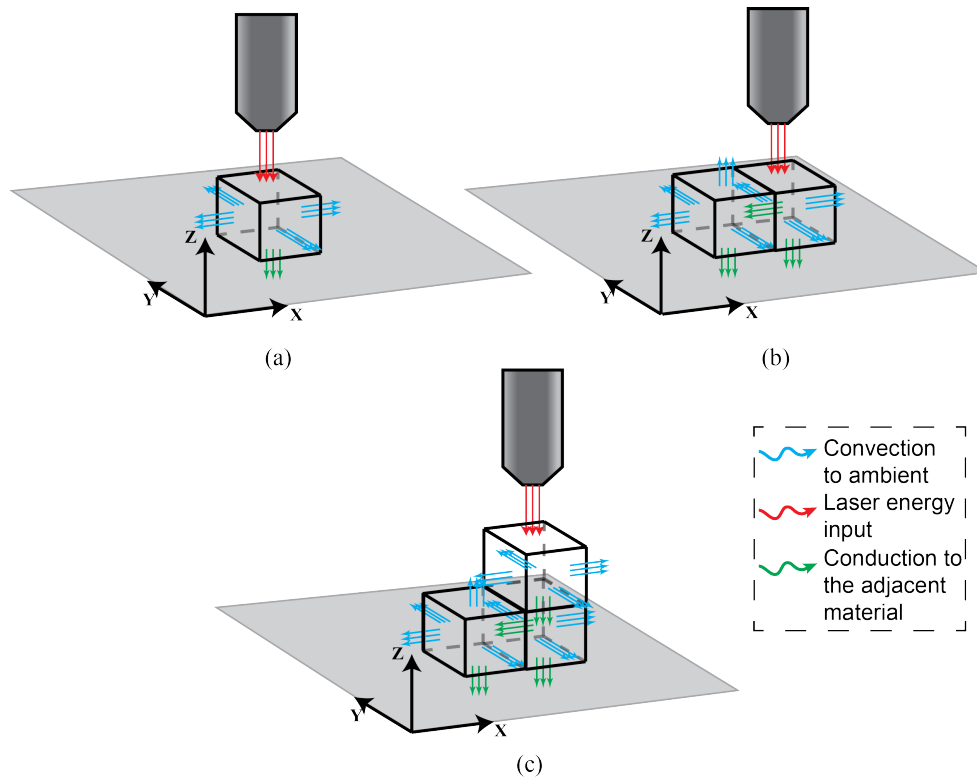 Z
Y
X
(a)
Z
Y
X
(b)
Z
Y
X
(c)
Convection
to ambient
Laser energy
input
Conduction to
the adjacent
material